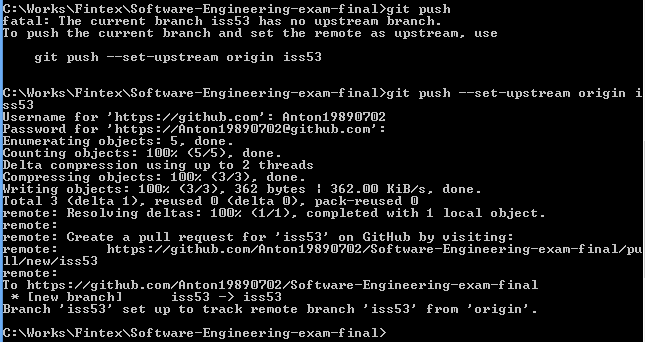 C:\Works\Fintex\Software-Engineering-exam-final>git push
fatal: The current branch iss53 has no upstream branch.
To push the current branch and set the remote as upstream, use
    git push --set-upstream origin iss53
C:\Works\Fintex\Software-Engineering-exam-final>git push --set-upstream origin i
ss53
Username for 'https://github.com': Anton19890702
Password for 'https://Anton19890702@github.com':
Enumerating objects: 5, done.
Counting objects: 100% (5/5), done.
Delta compression using up to 2 threads
Compressing objects: 100% (3/3), done.
Writing objects: 100% (3/3), 362 bytes ¦ 362.00 KiB/s, done.
Total 3 (delta 1), reused 0 (delta 0), pack-reused 0
remote: Resolving deltas: 100% (1/1), completed with 1 local object.
remote:
remote: Create a pull request for 'iss53' on GitHub by visiting:
remote:      https://github.com/Anton19890702/Software-Engineering-exam-final/pu
ll/new/iss53
remote:
To https://github.com/Anton19890702/Software-Engineering-exam-final
 * [new branch]      iss53 -> iss53
Branch 'iss53' set up to track remote branch 'iss53' from 'origin'.
C:\Works\Fintex\Software-Engineering-exam-final>